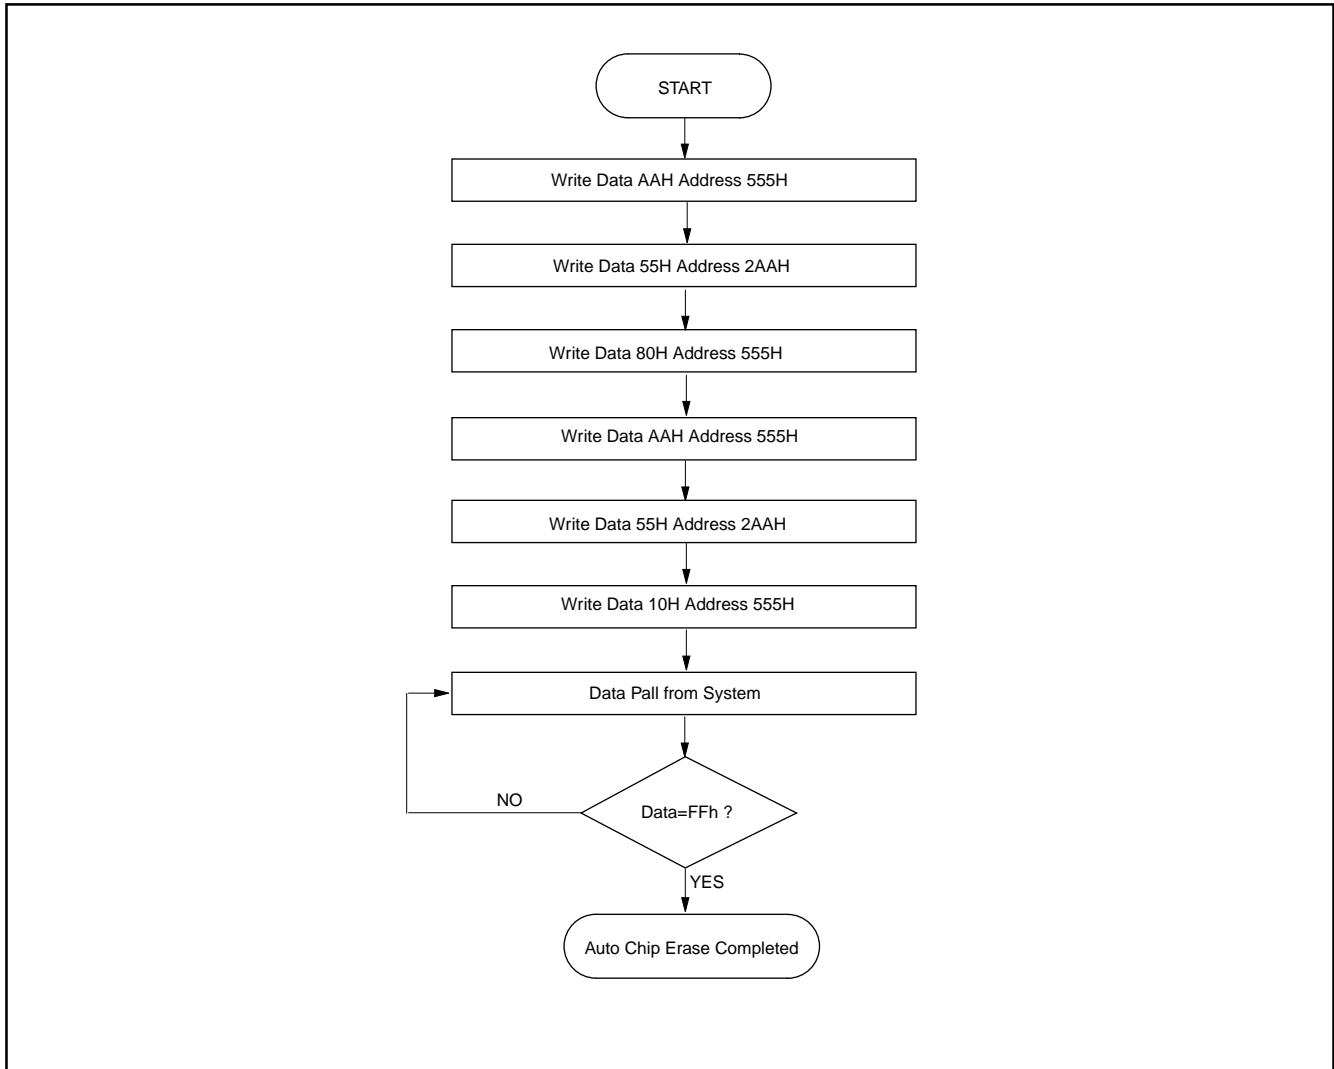 START
Write Data AAH Address 555H
Write Data 55H Address 2AAH
Write Data 80H Address 555H
Write Data AAH Address 555H
Write Data 55H Address 2AAH
Write Data 10H Address 555H
Data Pall from System
Data=FFh ?
NO
YES
Auto Chip Erase Completed